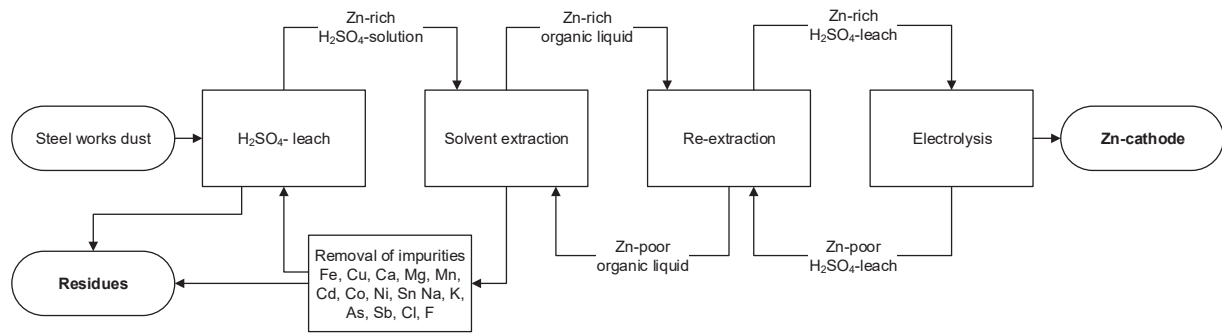 Zn-rich
H₂SO₄-solution
Zn-rich
organic liquid
Zn-rich
H₂SO₄-leach
Steel works dust
H₂SO₄- leach
Solvent extraction
Re-extraction
Electrolysis
Zn-cathode
Residues
Removal of impurities
Fe, Cu, Ca, Mg, Mn,
Cd, Co, Ni, Sn Na, K,
As, Sb, Cl, F
Zn-poor
organic liquid
Zn-poor
H₂SO₄-leach